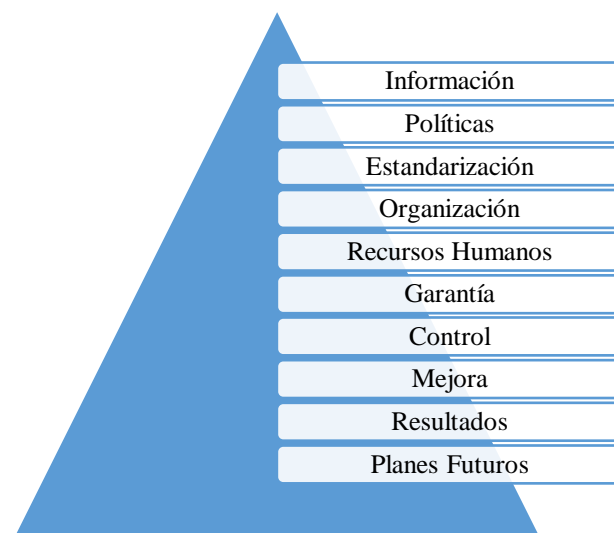 Información
Políticas
Estandarización
Organización
Recursos Humanos
Garantía
Control
Mejora
Resultados
Planes Futuros